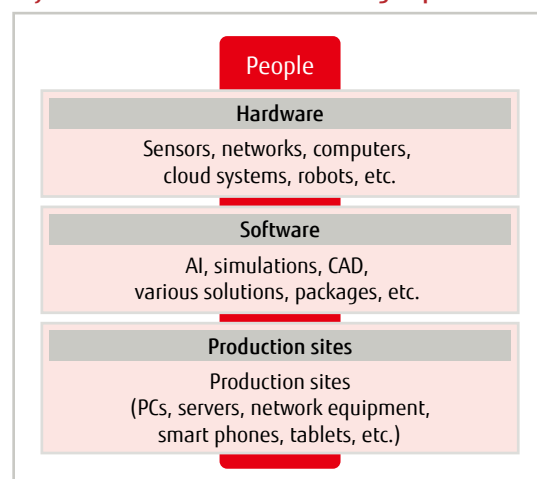 People
Hardware
Sensors, networks, computers,
cloud systems, robots, etc.
Software
AI, simulations, CAD,
various solutions, packages, etc.
Production sites
Production sites
(PCs, servers, network equipment,
smart phones, tablets, etc.)